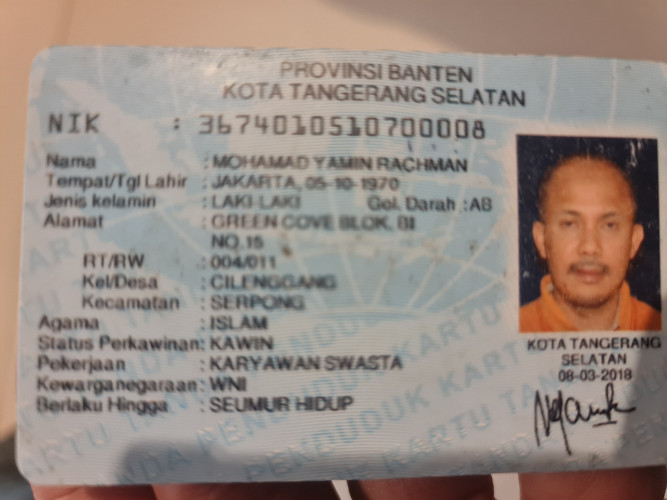 PROVINSI BANTEN
KOTA TANGERANG SELATAN
NIK : 3674010510700008
Nama : MOHAMAD YAMIN RACHMAN
Tempat/Tgl Lahir : JAKARTA, 05-10-1970
Jenis kelamin : LAKI-LAKI Gol. Darah : AB
Alamat : GREEN COVE BLOK. BI
NO.15
RT/RW : 004/011
Kel/Desa : CILENGGANG
Kecamatan : SERPONG
Agama : ISLAM
Status Perkawinan: KAWIN
Pekerjaan : KARYAWAN SWASTA
Kewarganegaraan: WNI
Berlaku Hingga : SEUMUR HIDUP
KOTA TANGERANG
SELATAN
08-03-2018